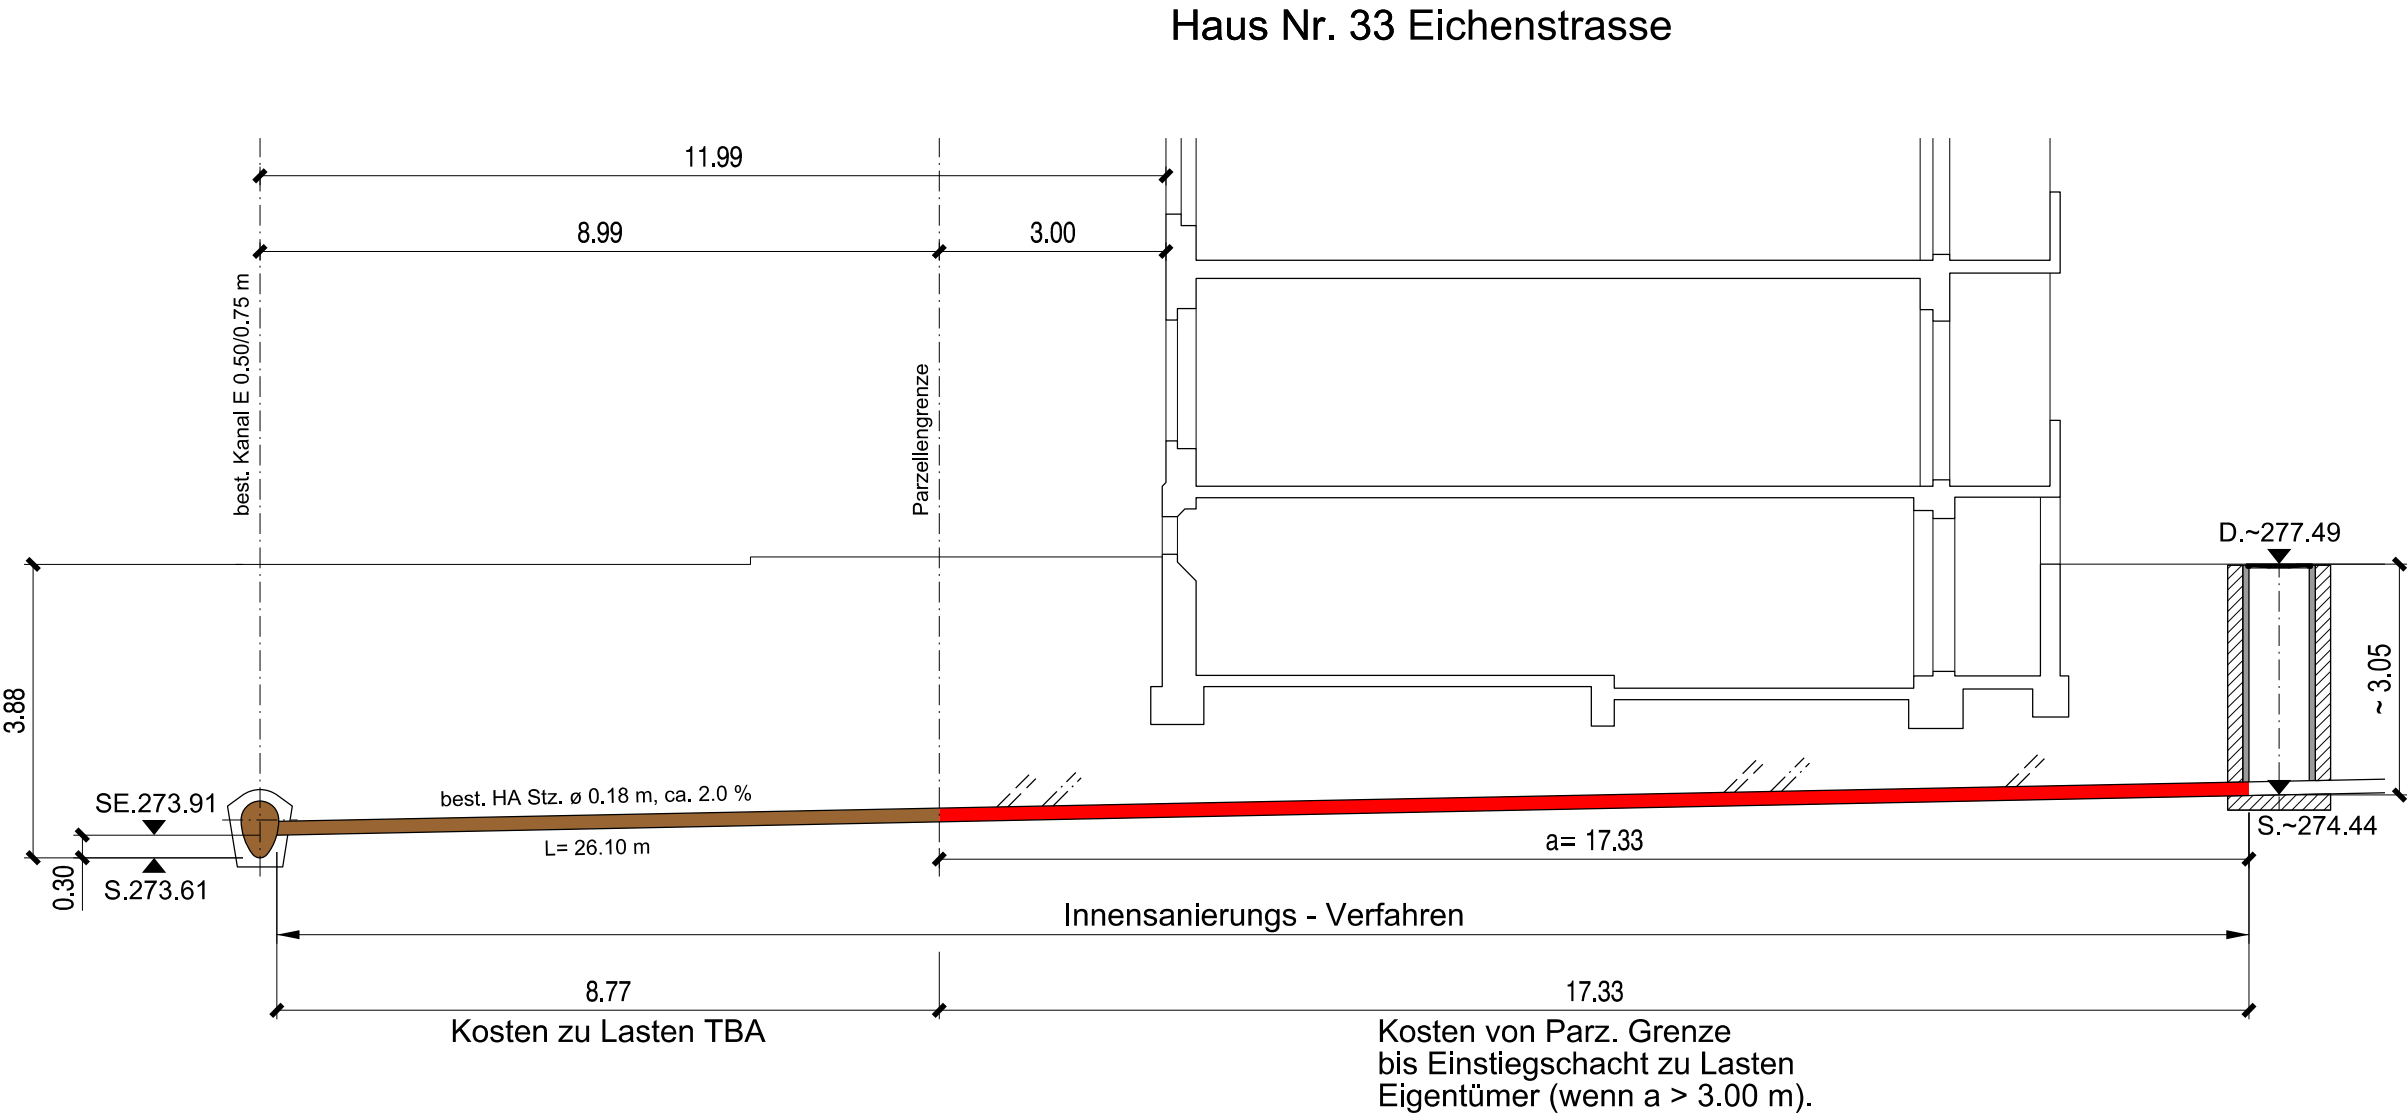 Haus Nr. 33 Eichenstrasse
11.99
8.99
3.00
best. Kanal E 0.50/0.75 m
Parzellengrenze
D.~277.49
3.88
~ 3.05
SE.273.91
best. HA Stz. ø 0.18 m, ca. 2.0 %
S.~274.44
L= 26.10 m
a= 17.33
0.30
S.273.61
Innensanierungs - Verfahren
8.77
17.33
Kosten zu Lasten TBA
Kosten von Parz. Grenze
bis Einstiegschacht zu Lasten
Eigentümer (wenn a > 3.00 m).